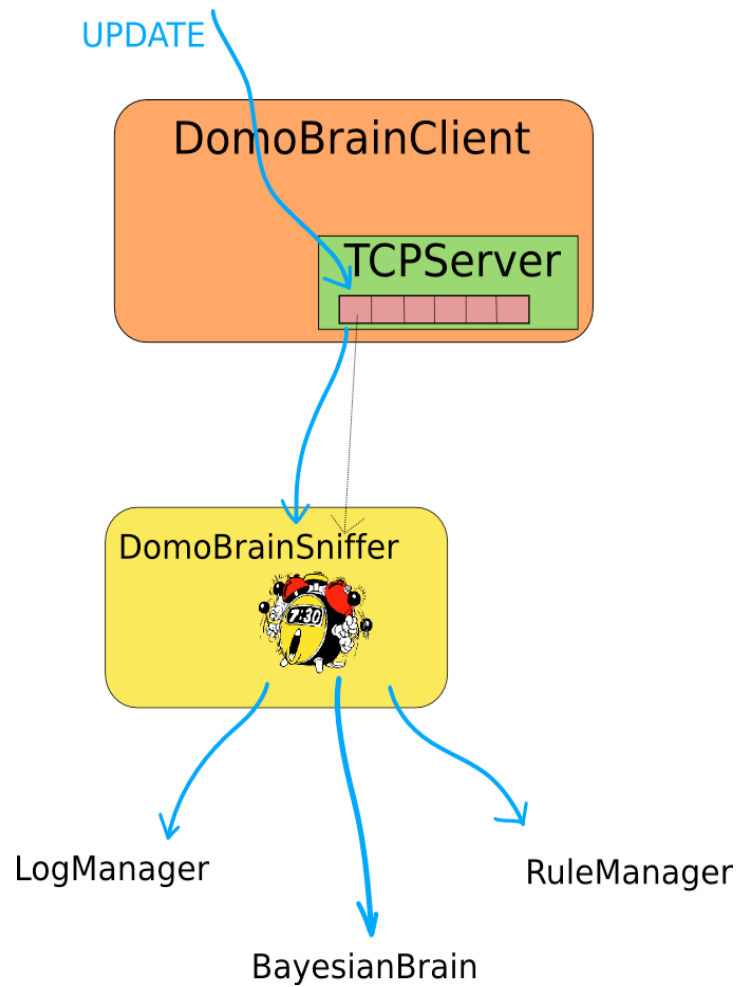 UPDATE
DomoBrainClient
TCPServer
DomoBrainSniffer
7:30
LogManager
RuleManager
BayesianBrain